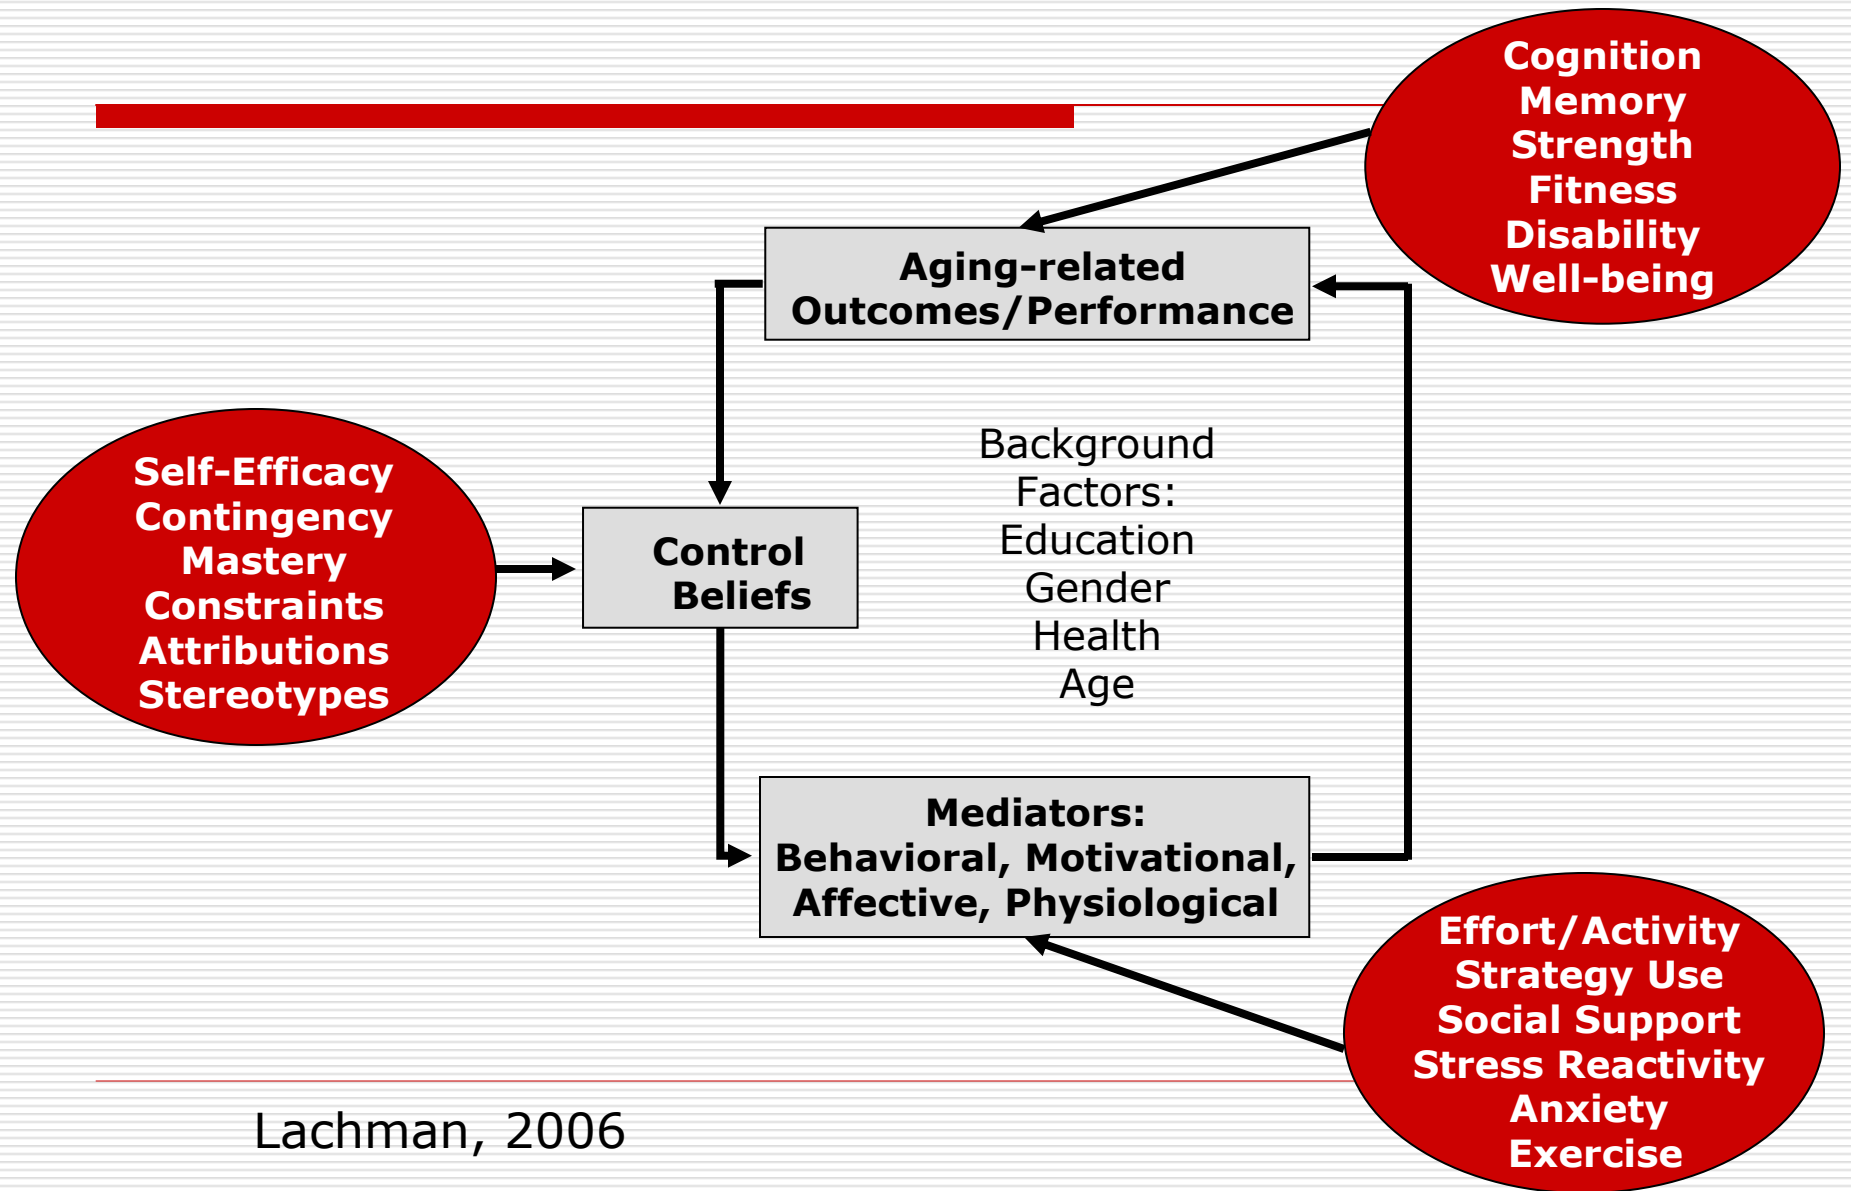 Cognition
Memory
Strength
Fitness
Disability
Well-being
Aging-related
Outcomes/Performance
Self-Efficacy
Contingency
Mastery
Constraints
Attributions
Stereotypes
Control
Beliefs
Background
Factors:
Education
Gender
Health
Age
Mediators:
Behavioral, Motivational,
Affective, Physiological
Effort/Activity
Strategy Use
Social Support
Stress Reactivity
Anxiety
Exercise
Lachman, 2006